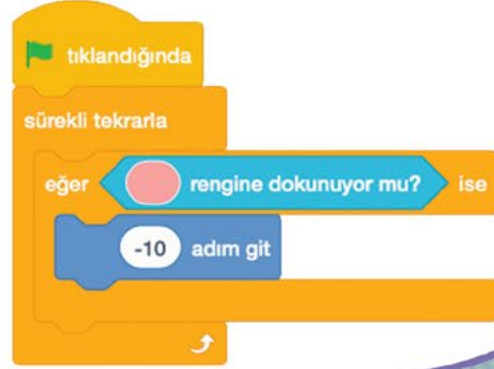 tıklandığında
sürekli tekrarla
eğer rengine dokunuyor mu? ise
-10 adım git